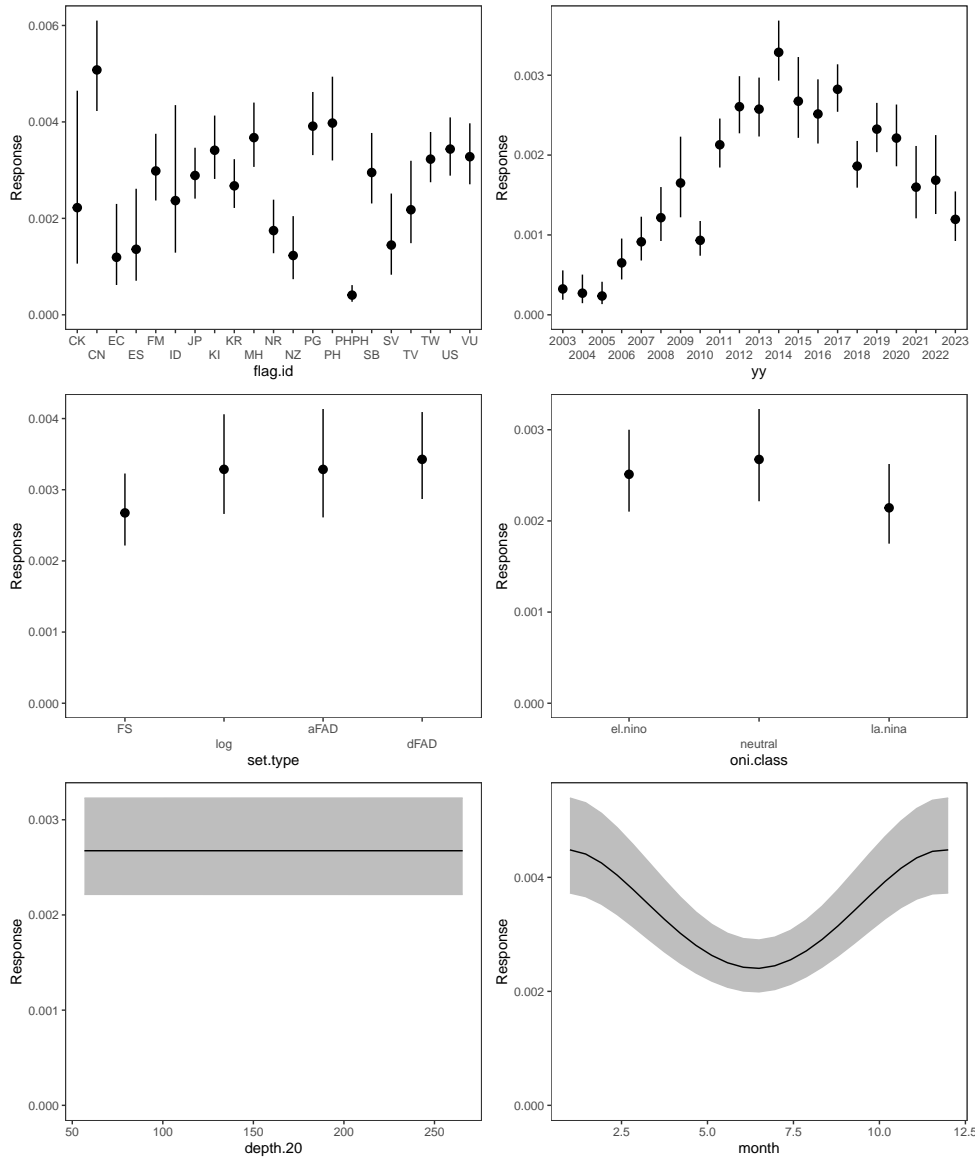 0.006
0.004
0.002
0.000
Response
CK EC FM JP KR NR PG PHPH SV TW VU
CN ES ID KI MH NZ PH SB TV US
flag.id
0.003
0.002
0.001
0.000
Response
2003 2005 2007 2009 2011 2013 2015 2017 2019 2021 2023
2004 2006 2008 2010 2012 2014 2016 2018 2020 2022
yy
0.004
0.003
0.002
0.001
0.000
Response
FS aFAD
log dFAD
set.type
0.003
0.002
0.001
0.000
Response
el.nino la.nina
neutral
oni.class
0.003
0.002
0.001
0.000
Response
50 100 150 200 250
depth.20
0.004
0.002
0.000
Response
2.5 5.0 7.5 10.0 12.5
month